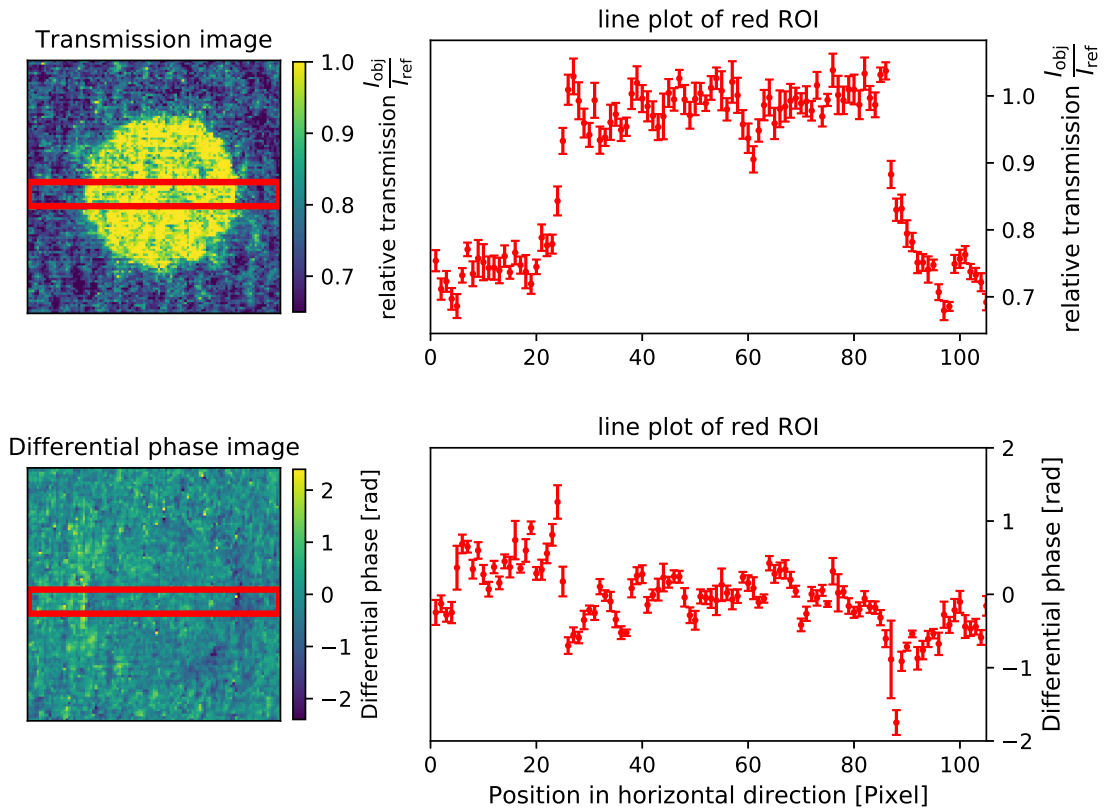 Transmission image
1.0
0.9
0.8
0.7
relative transmission I_obj/I_ref
line plot of red ROI
1.0
0.9
0.8
0.7
relative transmission I_obj/I_ref
0 20 40 60 80 100
Differential phase image
2
1
0
−1
−2
Differential phase [rad]
line plot of red ROI
2
1
0
−1
−2
Differential phase [rad]
0 20 40 60 80 100
Position in horizontal direction [Pixel]